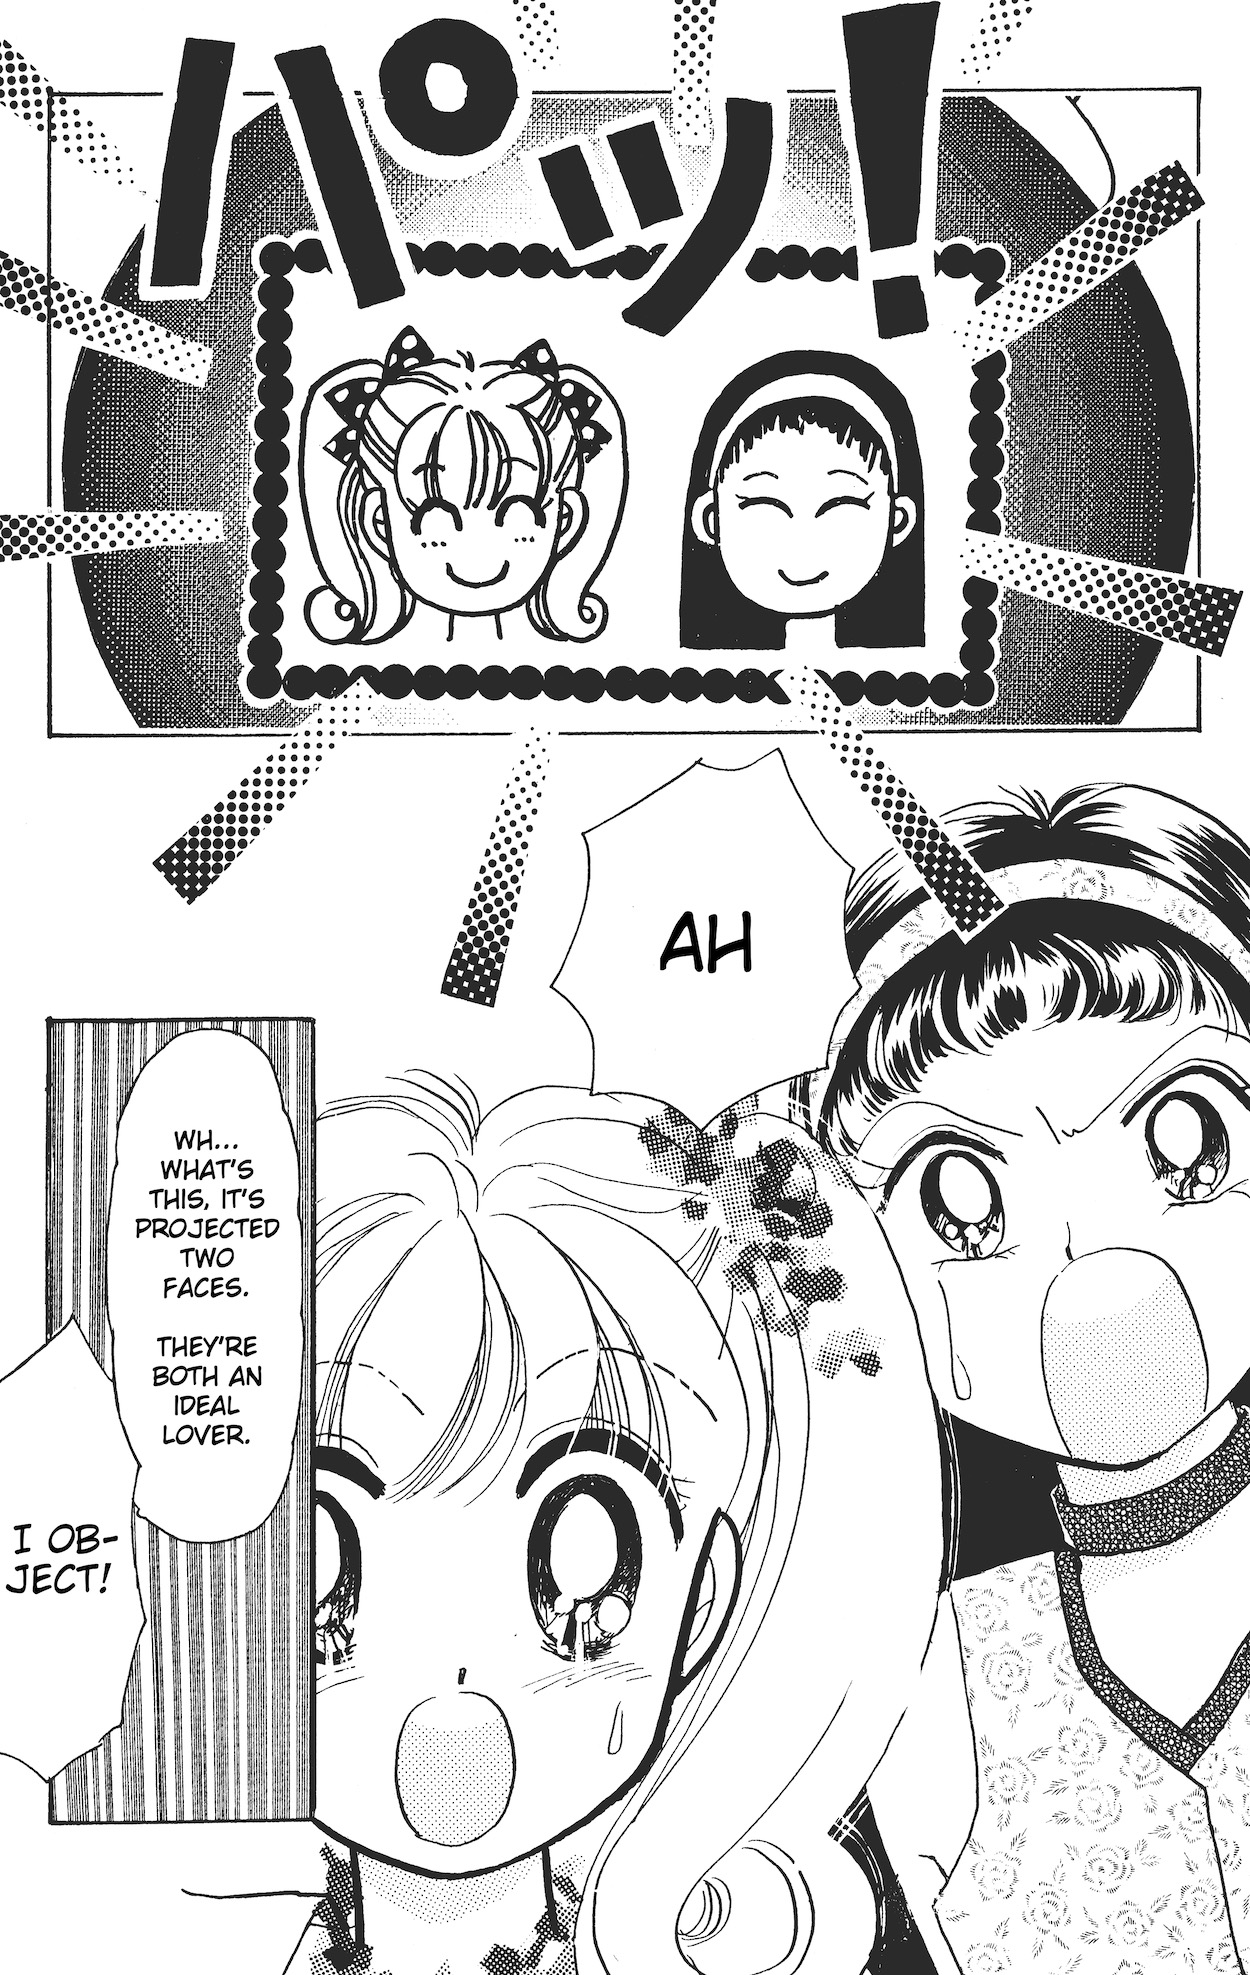 パッ!
AH
WH...
WHAT'S
THIS, IT'S
PROJECTED
TWO
FACES.
THEY'RE
BOTH AN
IDEAL
LOVER.
I OB-
JECT!